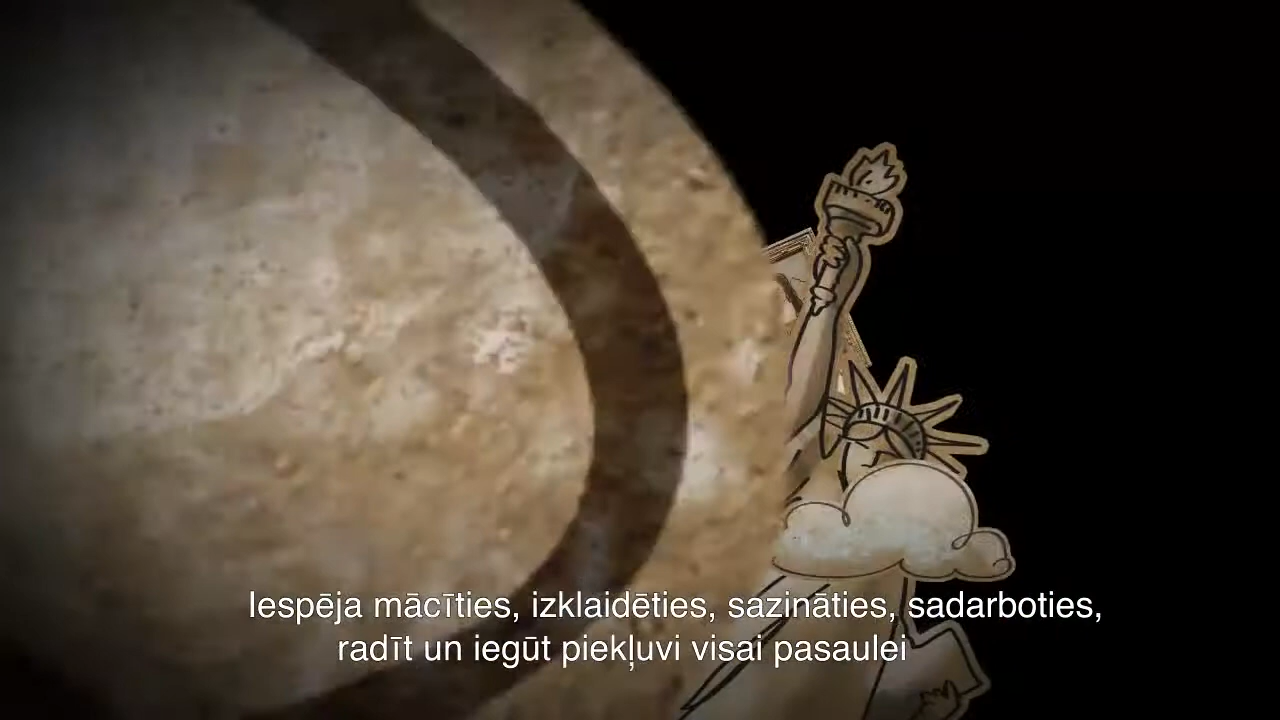 Iespēja mācīties, izklaidēties, sazināties, sadarboties,
radīt un iegūt piekļuvi visai pasaulei